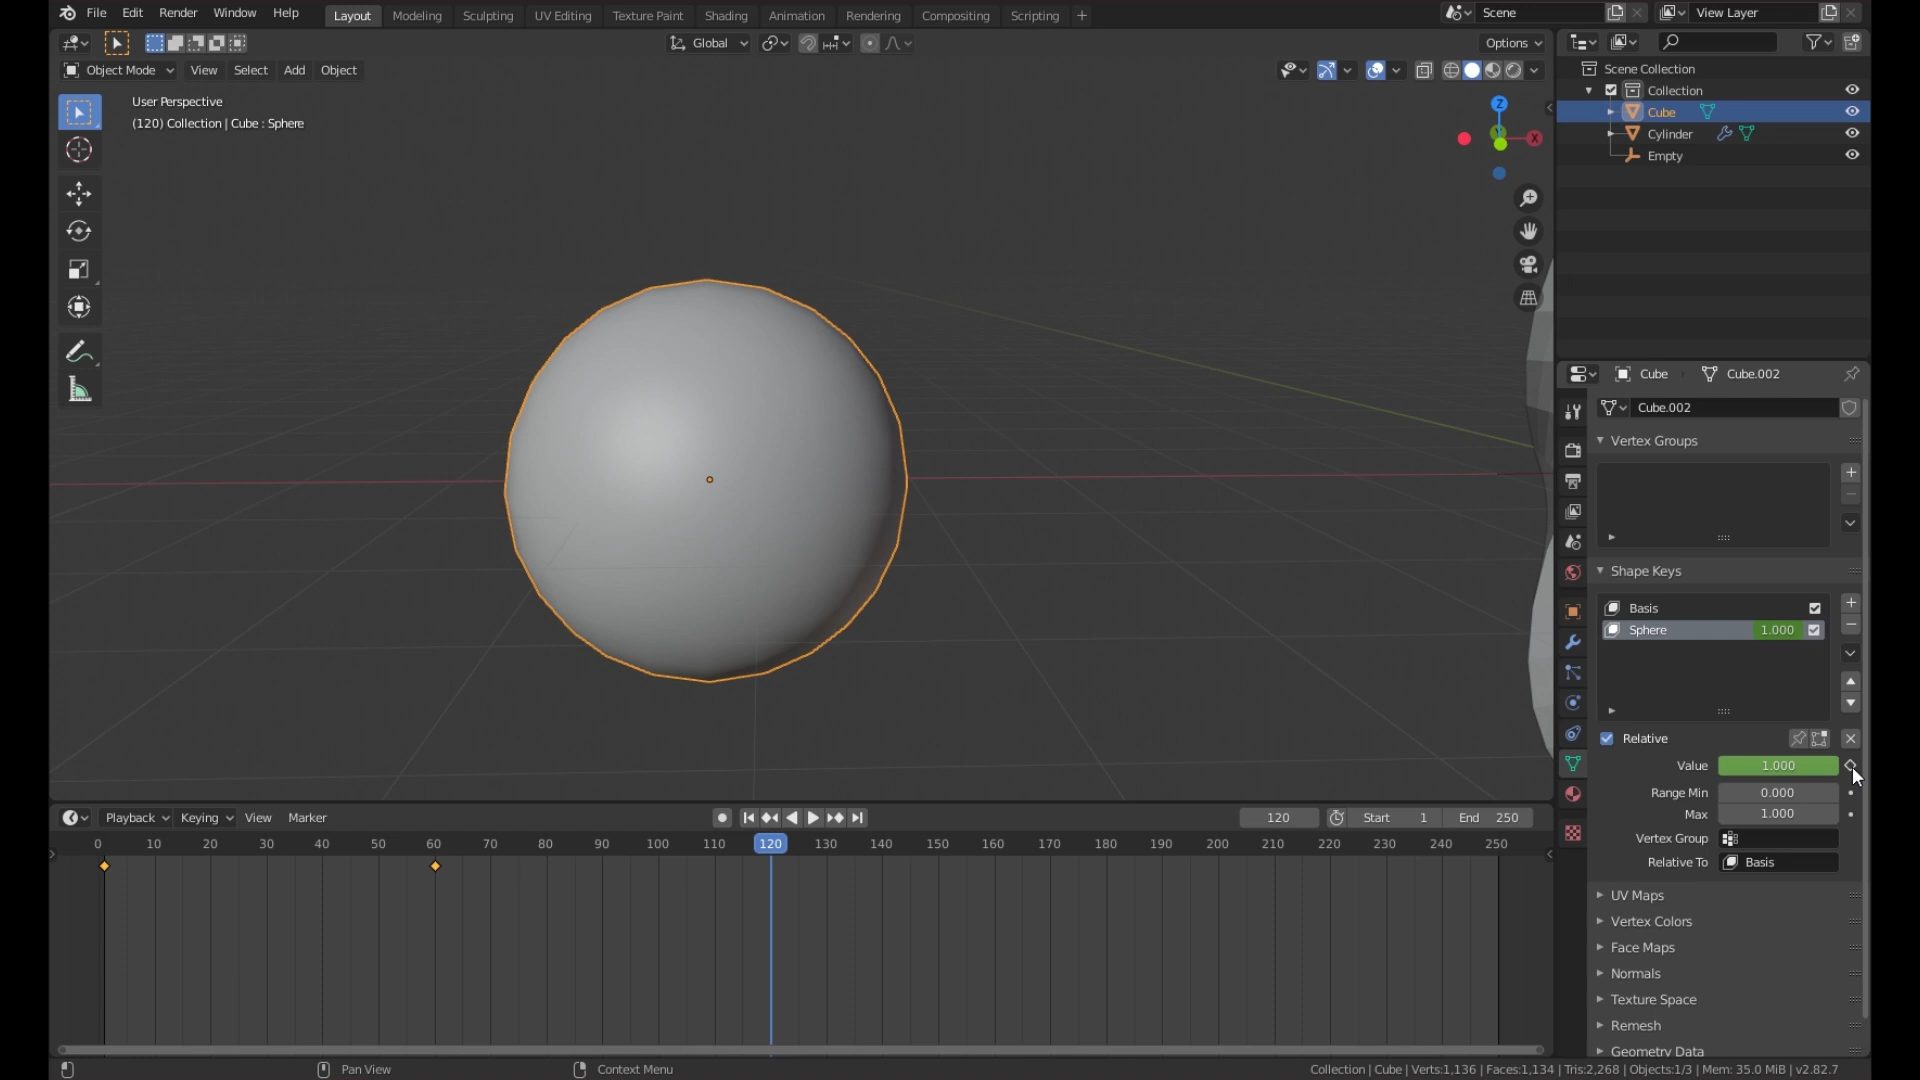 File Edit Render Window Help Layout Modeling Sculpting UV Editing Texture Paint Shading Animation Rendering Compositing Scripting + Scene View Layer
Global Options
Object Mode View Select Add Object
User Perspective
(120) Collection | Cube : Sphere
Z
X
Scene Collection
Collection
Cube
Cylinder
Empty
Cube Cube.002
Cube.002
Vertex Groups
Shape Keys
Basis
Sphere 1.000
Relative
Value 1.000
Range Min 0.000
Max 1.000
Vertex Group
Relative To Basis
UV Maps
Vertex Colors
Face Maps
Normals
Texture Space
Remesh
Geometry Data
Playback Keying View Marker 120 Start 1 End 250
0 10 20 30 40 50 60 70 80 90 100 110 120 130 140 150 160 170 180 190 200 210 220 230 240 250
Pan View Context Menu Collection | Cube | Verts:1,136 | Faces:1,134 | Tris:2,268 | Objects:1/3 | Mem: 35.0 MiB | v2.82.7